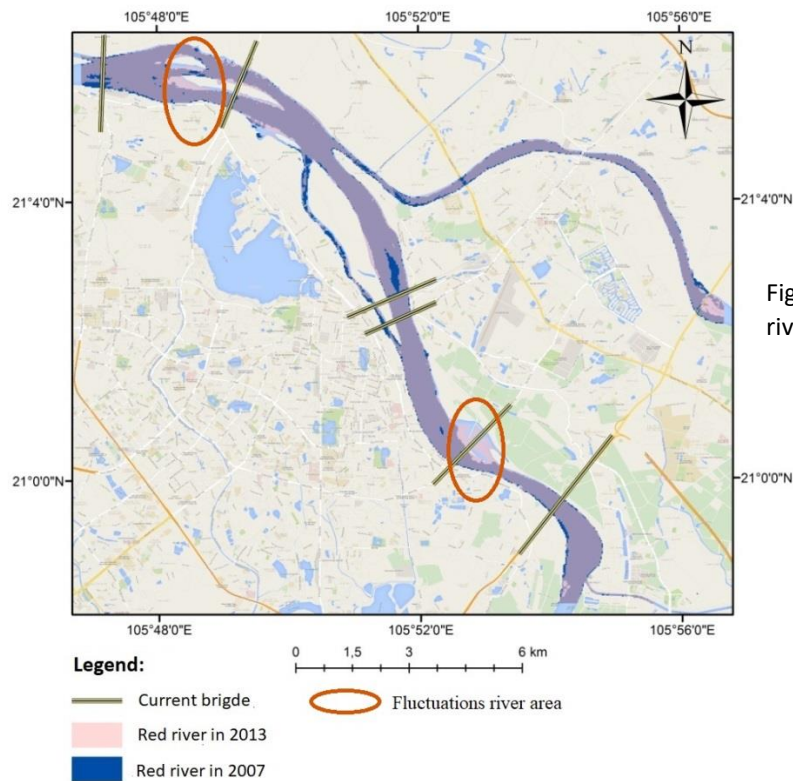 105°48'0"E 105°52'0"E 105°56'0"E
N
21°4'0"N 21°4'0"N
Fig
riv
21°0'0"N 21°0'0"N
105°48'0"E 105°52'0"E 105°56'0"E
Legend:
0 1,5 3 6 km
Current brigde
Fluctuations river area
Red river in 2013
Red river in 2007